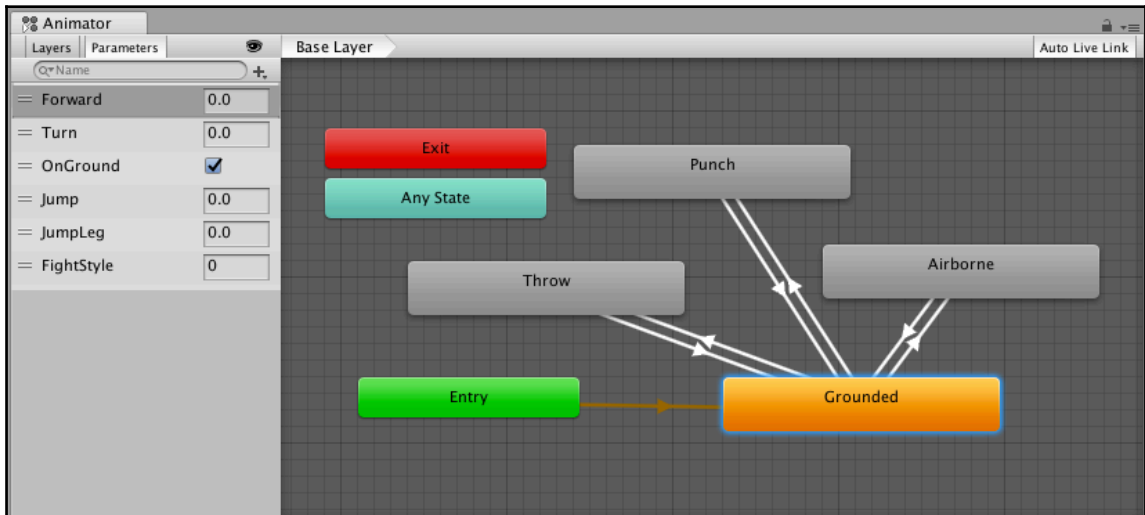 Animator
Layers Parameters
Base Layer
Auto Live Link
Name
Forward 0.0
Turn 0.0
OnGround
Jump 0.0
JumpLeg 0.0
FightStyle 0
Exit
Punch
Any State
Airborne
Throw
Entry
Grounded